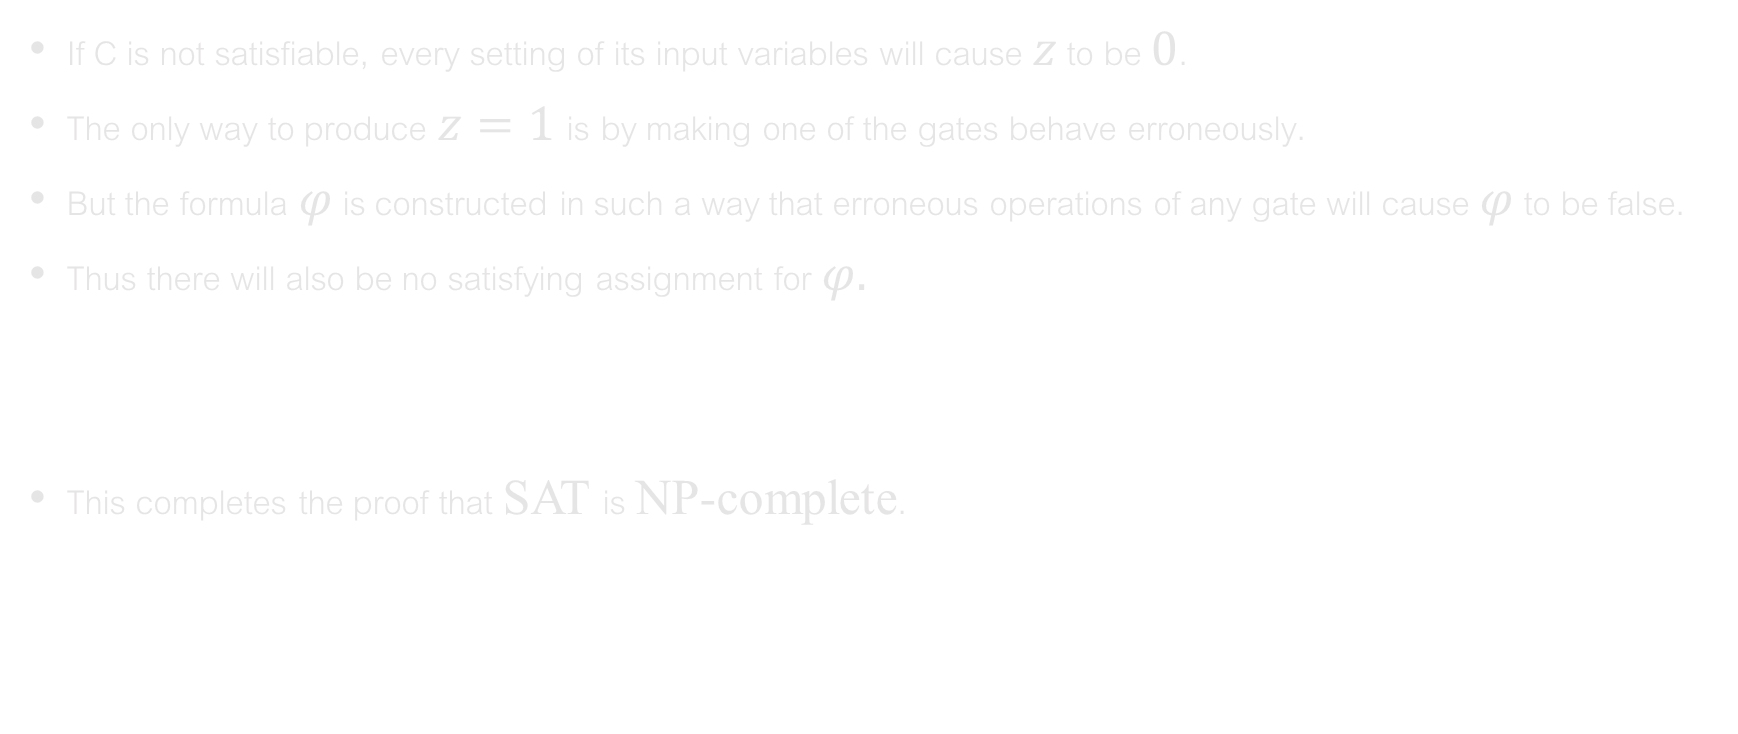 • If C is not satisfiable, every setting of its input variables will cause z to be 0.
• The only way to produce z = 1 is by making one of the gates behave erroneously.
• But the formula φ is constructed in such a way that erroneous operations of any gate will cause φ to be false.
• Thus there will also be no satisfying assignment for φ.
• This completes the proof that SAT is NP-complete.